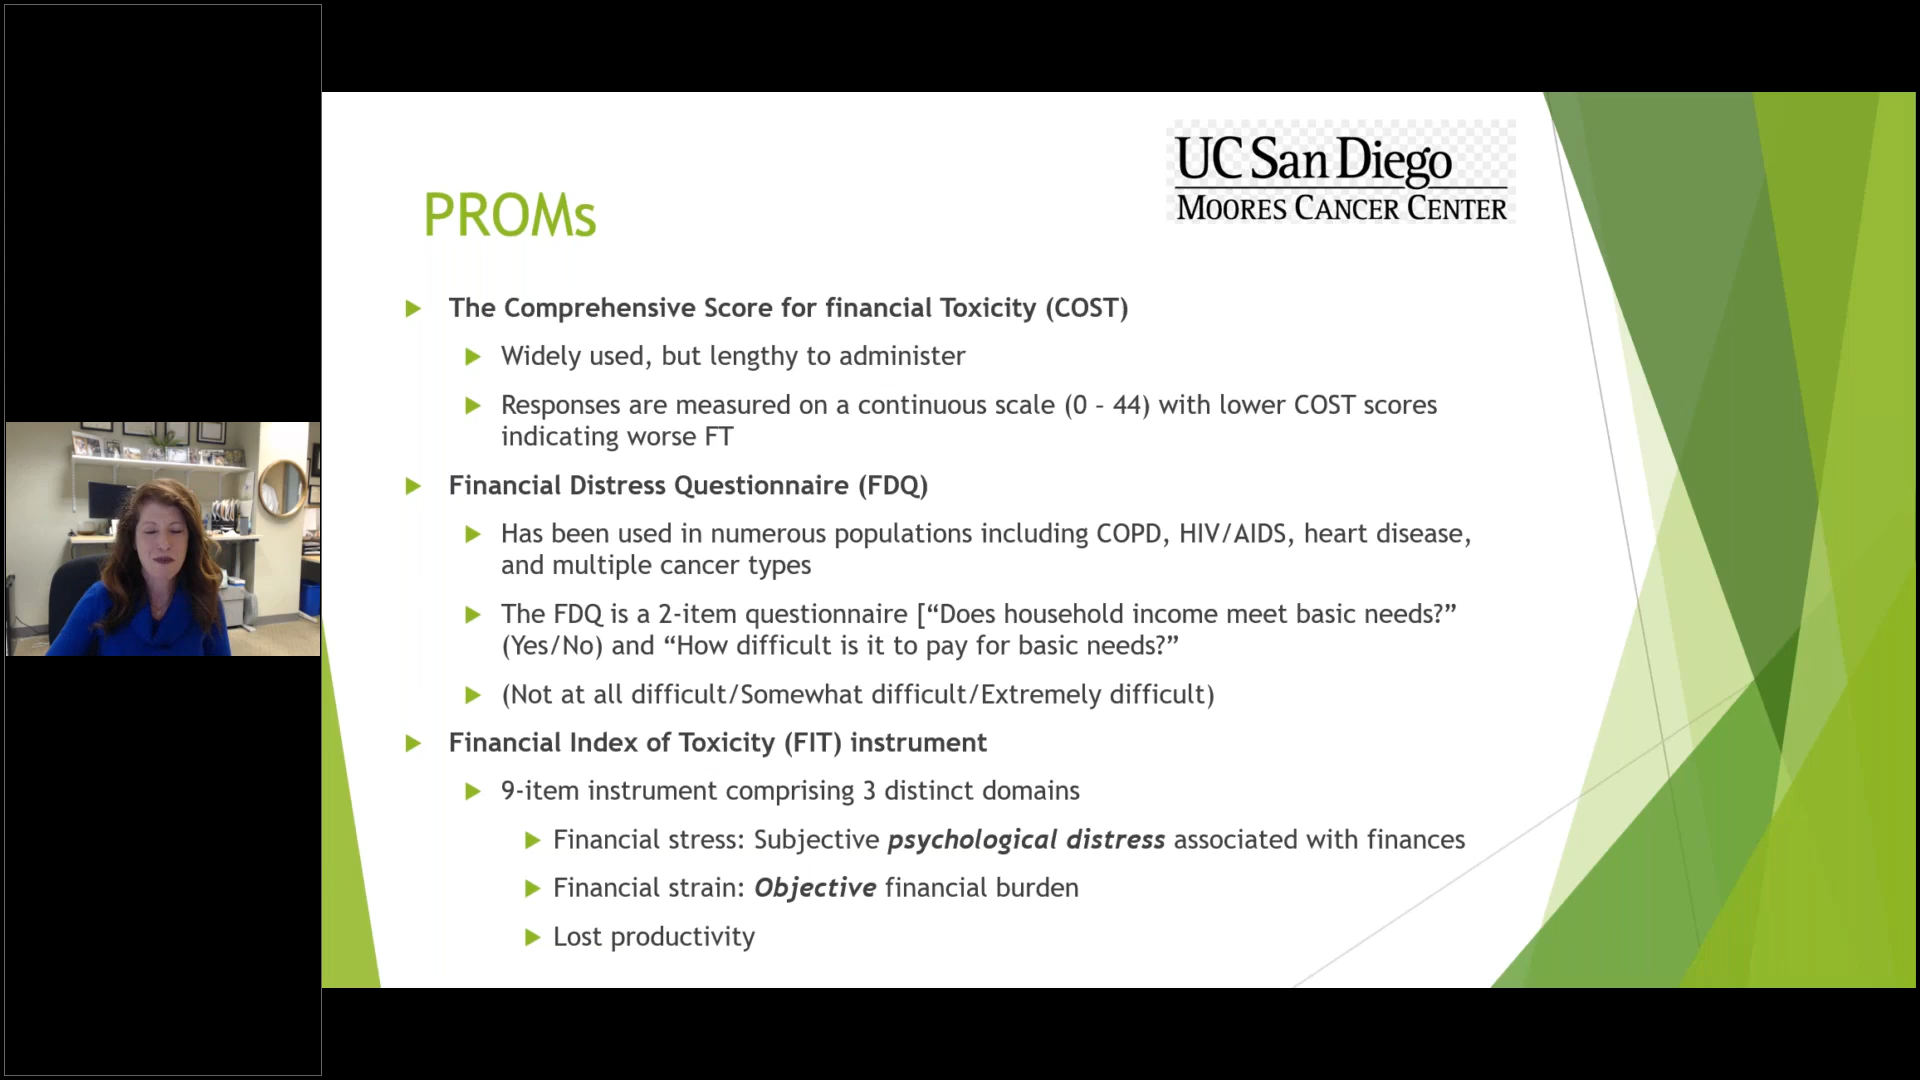 UC San Diego
MOORES CANCER CENTER
PROMs
The Comprehensive Score for financial Toxicity (COST)
Widely used, but lengthy to administer
Responses are measured on a continuous scale (0 – 44) with lower COST scores
indicating worse FT
Financial Distress Questionnaire (FDQ)
Has been used in numerous populations including COPD, HIV/AIDS, heart disease,
and multiple cancer types
The FDQ is a 2-item questionnaire [“Does household income meet basic needs?”
(Yes/No) and “How difficult is it to pay for basic needs?”
(Not at all difficult/Somewhat difficult/Extremely difficult)
Financial Index of Toxicity (FIT) instrument
9-item instrument comprising 3 distinct domains
Financial stress: Subjective psychological distress associated with finances
Financial strain: Objective financial burden
Lost productivity